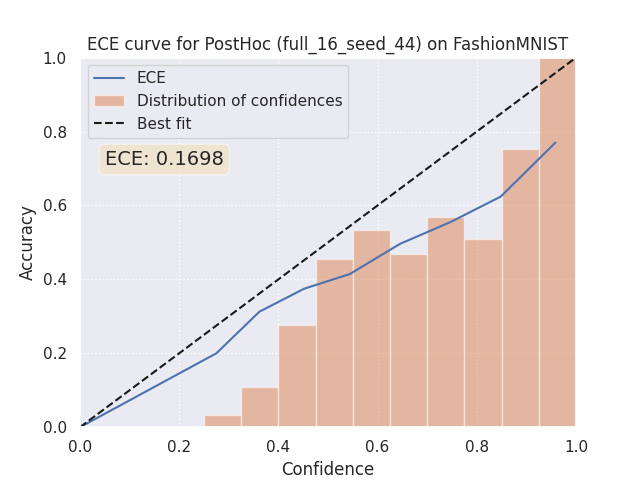 ECE curve for PostHoc (full_16_seed_44) on FashionMNIST
1.0
0.8
0.6
0.4
0.2
0.0
Accuracy
ECE
Distribution of confidences
Best fit
ECE: 0.1698
0.0 0.2 0.4 0.6 0.8 1.0
Confidence